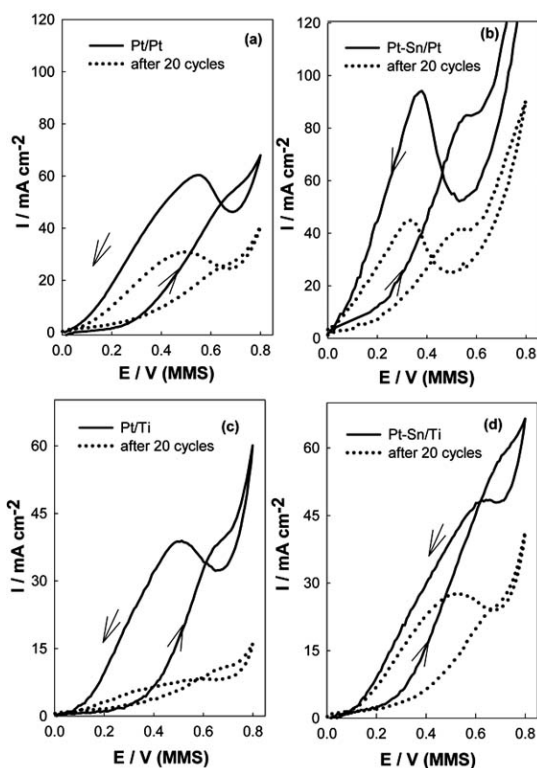 (a)
Pt/Pt
after 20 cycles
I / mA cm-2
120
100
80
60
40
20
0
0.0 0.2 0.4 0.6 0.8
E / V (MMS)
(b)
Pt-Sn/Pt
after 20 cycles
I / mA cm-2
120
100
80
60
40
20
0
0.0 0.2 0.4 0.6 0.8
E / V (MMS)
(c)
Pt/Ti
after 20 cycles
I / mA cm-2
60
45
30
15
0
0.0 0.2 0.4 0.6 0.8
E / V (MMS)
(d)
Pt-Sn/Ti
after 20 cycles
I / mA cm-2
60
45
30
15
0
0.0 0.2 0.4 0.6 0.8
E / V (MMS)